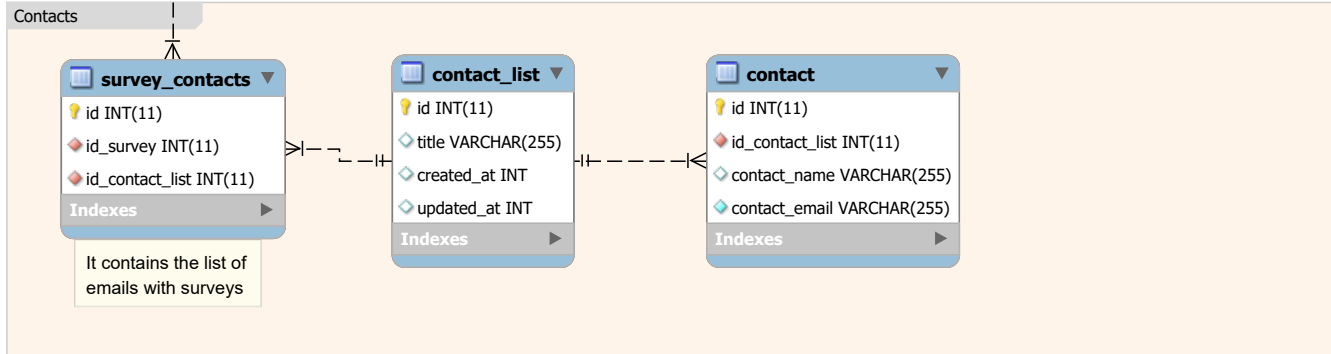 Contacts
survey_contacts
id INT(11)
id_survey INT(11)
id_contact_list INT(11)
Indexes
It contains the list of
emails with surveys
contact_list
id INT(11)
title VARCHAR(255)
created_at INT
updated_at INT
Indexes
contact
id INT(11)
id_contact_list INT(11)
contact_name VARCHAR(255)
contact_email VARCHAR(255)
Indexes